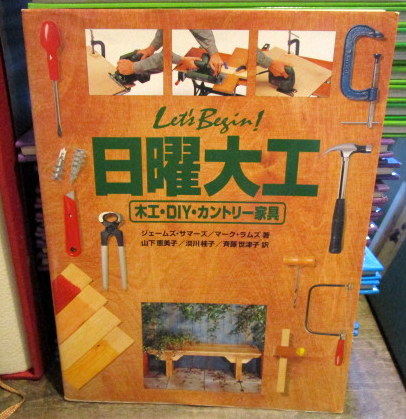 Let's Begin!
日曜大工
木工・DIY・カントリー家具
ジェームズ・サマーズ／マーク・ラムズ 著
山下恵美子／須川綾子／斉藤悦津子 訳